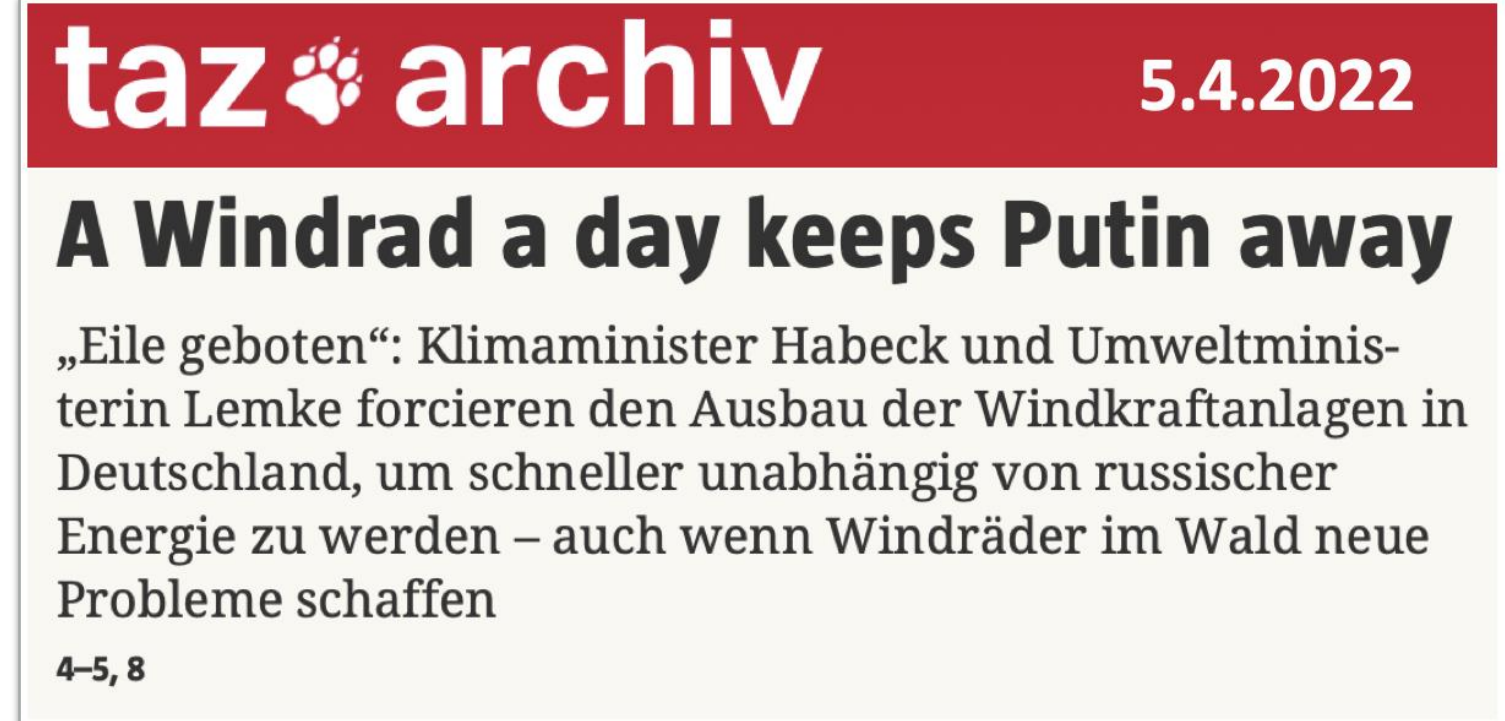 taz archiv 5.4.2022
A Windrad a day keeps Putin away
„Eile geboten“: Klimaminister Habeck und Umweltminis-
terin Lemke forcieren den Ausbau der Windkraftanlagen in
Deutschland, um schneller unabhängig von russischer
Energie zu werden – auch wenn Windräder im Wald neue
Probleme schaffen
4–5, 8